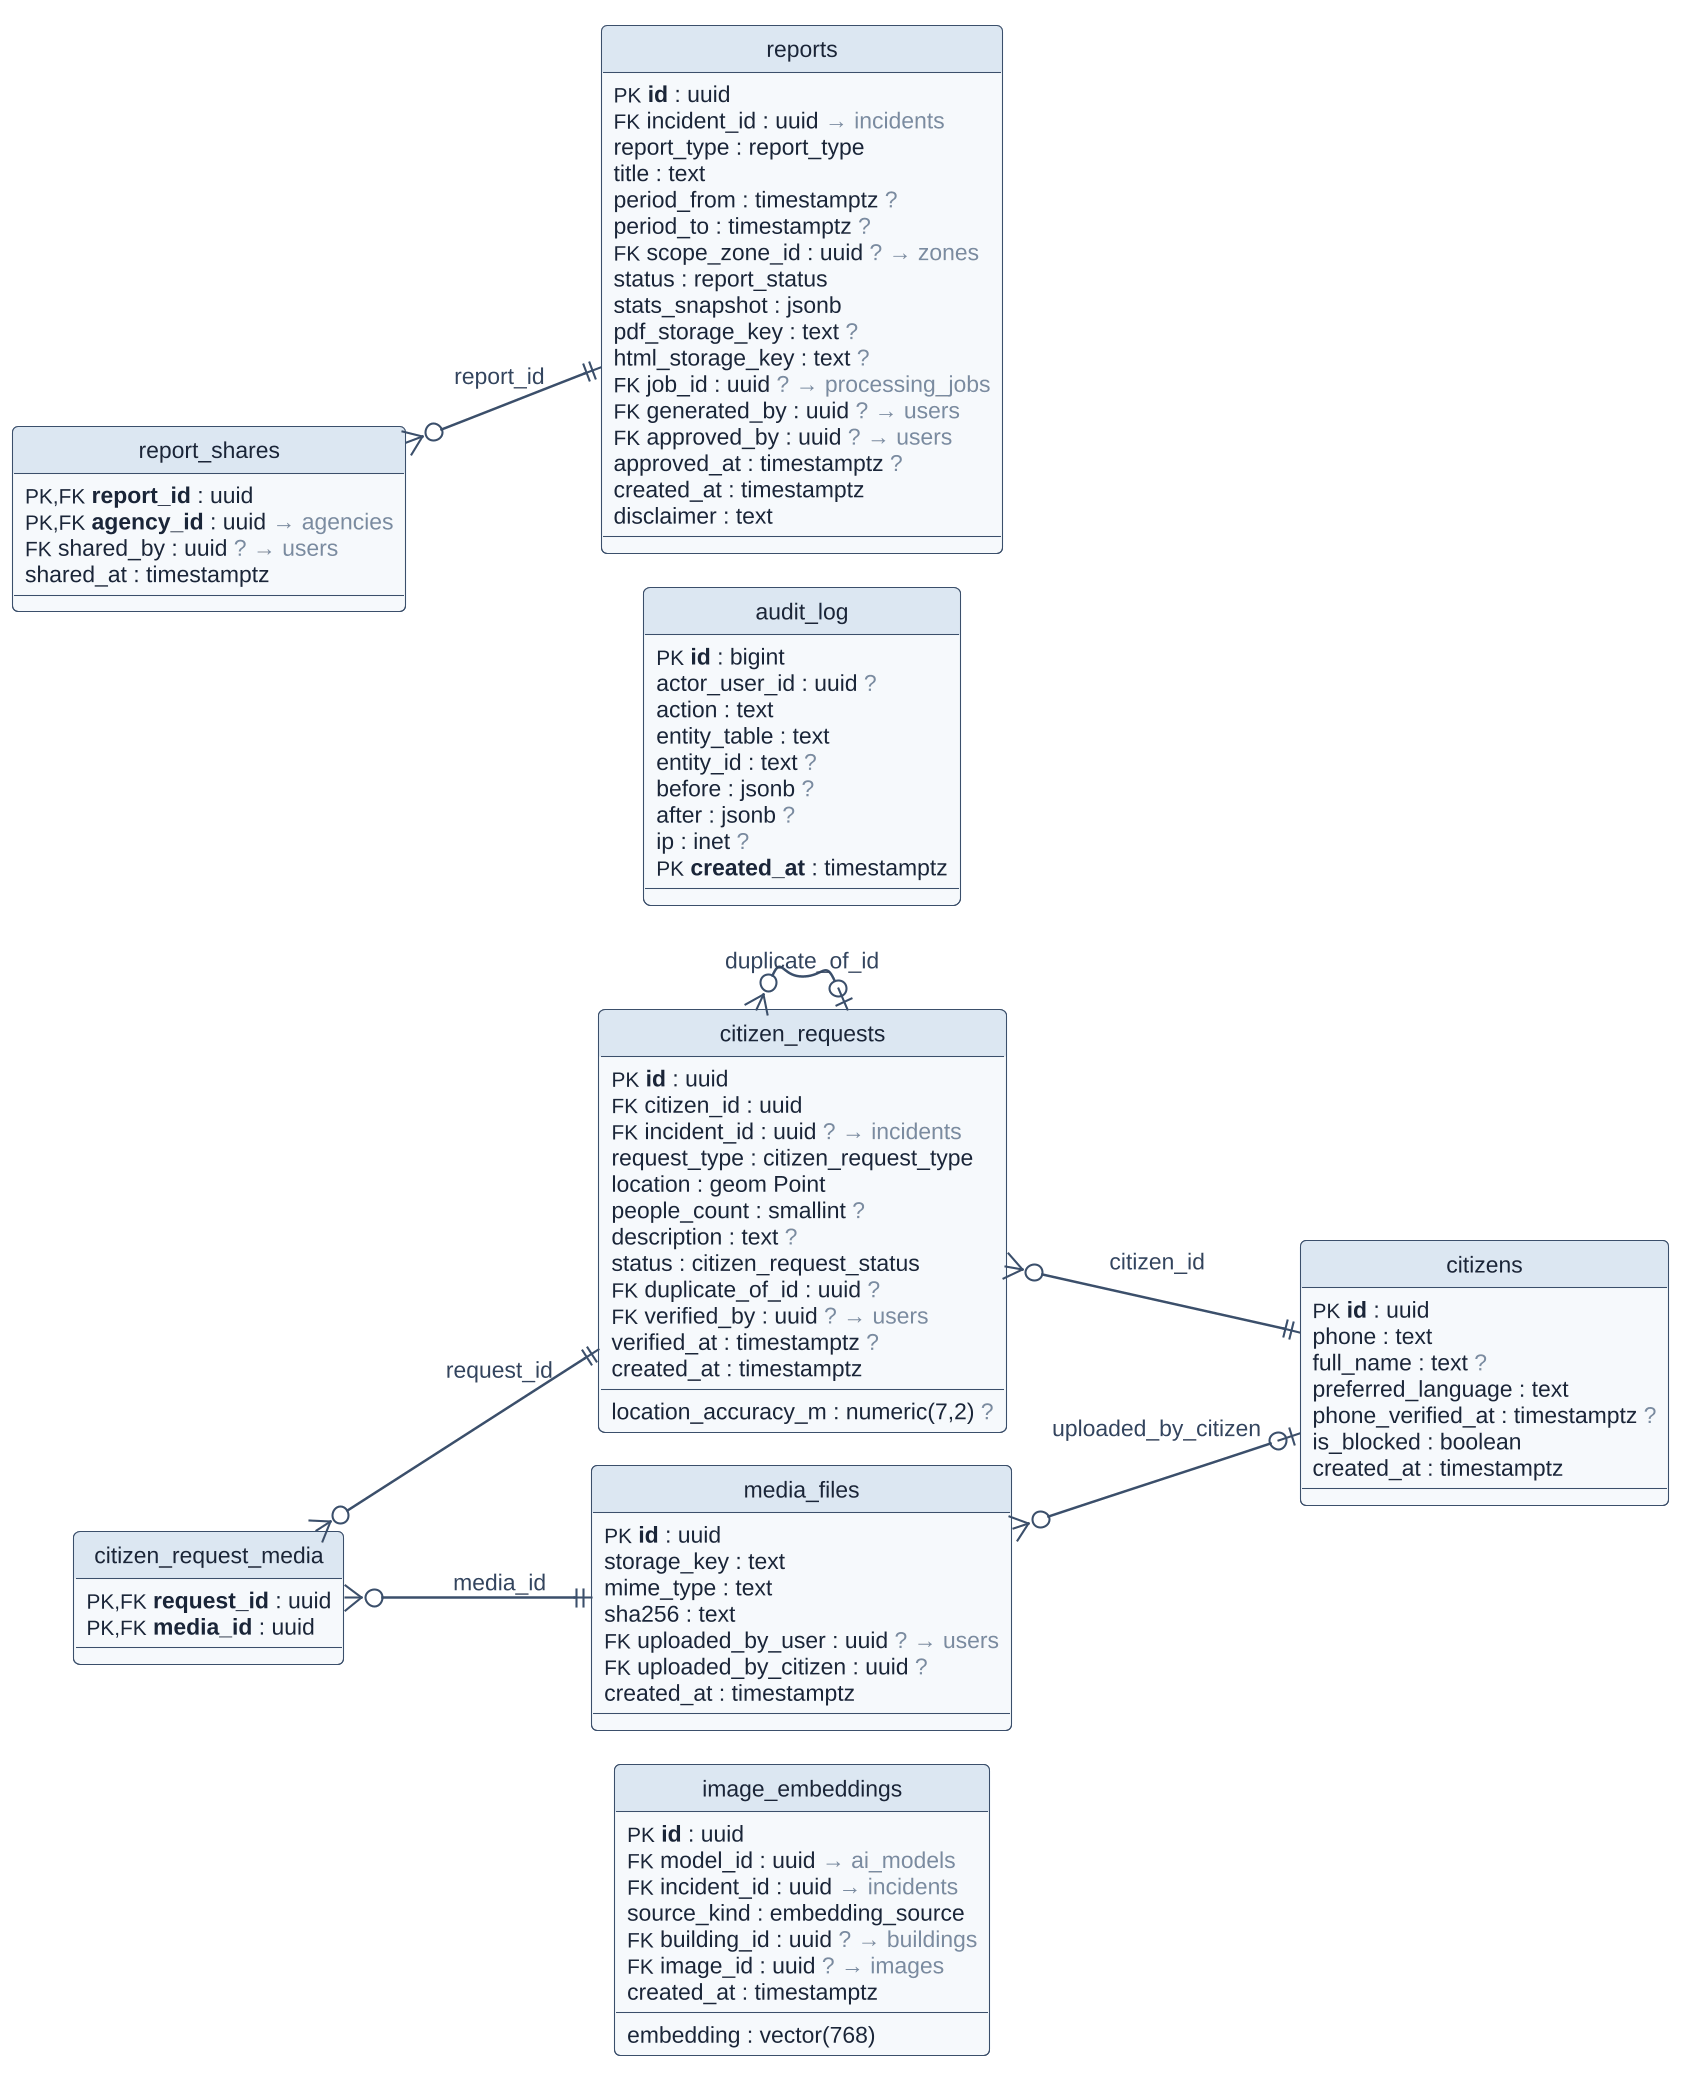 reports
PK id : uuid
FK incident_id : uuid → incidents
report_type : report_type
title : text
period_from : timestamptz ?
period_to : timestamptz ?
FK scope_zone_id : uuid ? → zones
status : report_status
stats_snapshot : jsonb
pdf_storage_key : text ?
html_storage_key : text ?
FK job_id : uuid ? → processing_jobs
FK generated_by : uuid ? → users
FK approved_by : uuid ? → users
approved_at : timestamptz ?
created_at : timestamptz
disclaimer : text
report_id
report_shares
PK,FK report_id : uuid
PK,FK agency_id : uuid → agencies
FK shared_by : uuid ? → users
shared_at : timestamptz
audit_log
PK id : bigint
actor_user_id : uuid ?
action : text
entity_table : text
entity_id : text ?
before : jsonb ?
after : jsonb ?
ip : inet ?
PK created_at : timestamptz
duplicate_of_id
citizen_requests
PK id : uuid
FK citizen_id : uuid
FK incident_id : uuid ? → incidents
request_type : citizen_request_type
location : geom Point
people_count : smallint ?
description : text ?
status : citizen_request_status
FK duplicate_of_id : uuid ?
FK verified_by : uuid ? → users
verified_at : timestamptz ?
created_at : timestamptz
location_accuracy_m : numeric(7,2) ?
citizen_id
citizens
PK id : uuid
phone : text
full_name : text ?
preferred_language : text
phone_verified_at : timestamptz ?
is_blocked : boolean
created_at : timestamptz
request_id
uploaded_by_citizen
citizen_request_media
PK,FK request_id : uuid
PK,FK media_id : uuid
media_id
media_files
PK id : uuid
storage_key : text
mime_type : text
sha256 : text
FK uploaded_by_user : uuid ? → users
FK uploaded_by_citizen : uuid ?
created_at : timestamptz
image_embeddings
PK id : uuid
FK model_id : uuid → ai_models
FK incident_id : uuid → incidents
source_kind : embedding_source
FK building_id : uuid ? → buildings
FK image_id : uuid ? → images
created_at : timestamptz
embedding : vector(768)